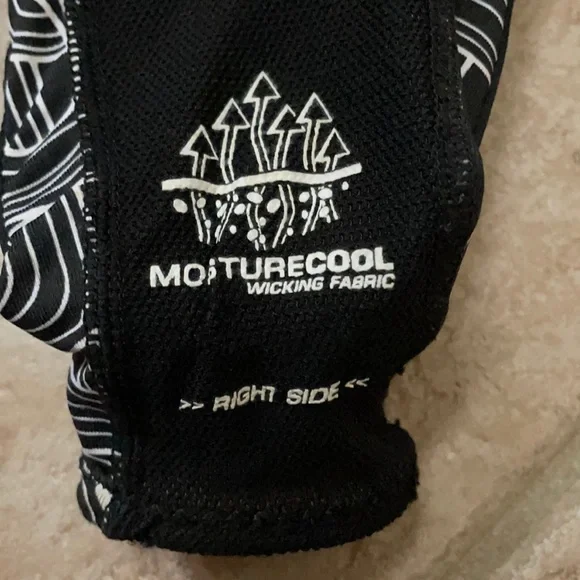 MOISTURECOOL
WICKING FABRIC
>> RIGHT SIDE <<